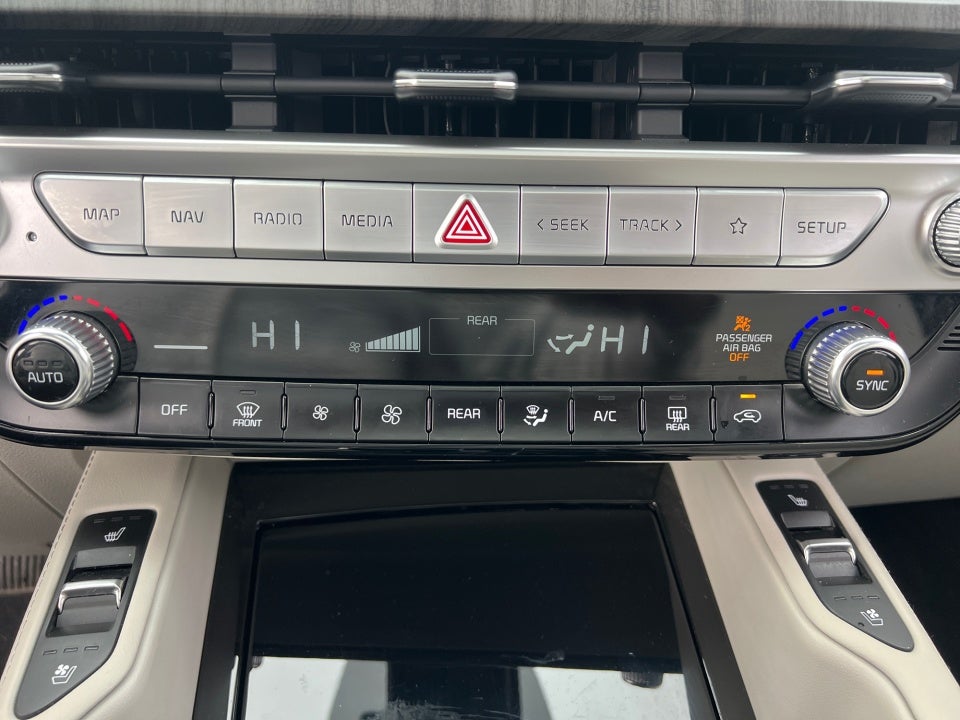 MAP NAV RADIO MEDIA < SEEK TRACK > SETUP
HI REAR HI
PASSENGER
AIR BAG
OFF
AUTO SYNC
OFF FRONT REAR A/C REAR